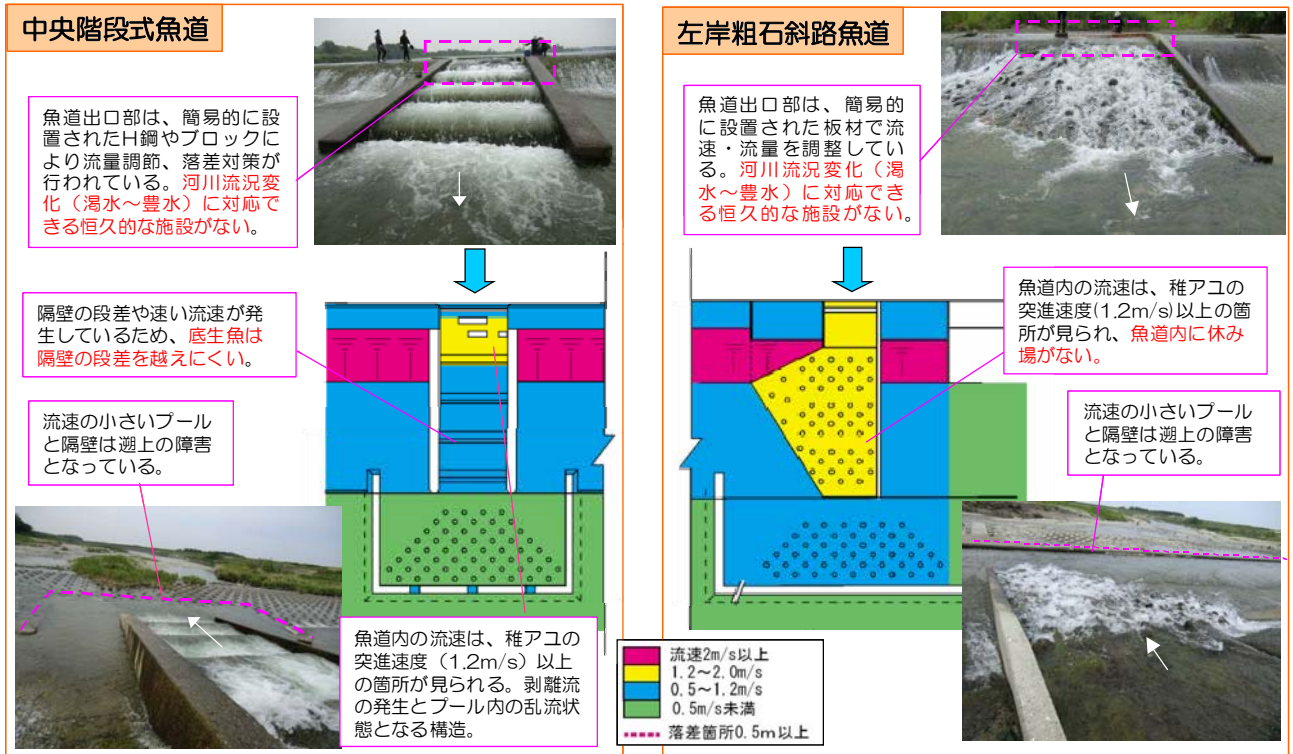 中央階段式魚道
魚道出口部は、簡易的に設
置されたH鋼やブロックに
より流量調節、落差対策が
行われている。河川流況変
化（渇水～豊水）に対応で
きる恒久的な施設がない。
隔壁の段差や速い流速が発
生しているため、底生魚は
隔壁の段差を越えにくい。
流速の小さいプール
と隔壁は遡上の障害
となっている。
魚道内の流速は、稚アユの
突進速度（1.2m/s）以上
の箇所が見られる。剥離流
の発生とプール内の乱流状
態となる構造。
左岸粗石斜路魚道
魚道出口部は、簡易的
に設置された板材で流
速・流量を調整してい
る。河川流況変化（渇
水～豊水）に対応でき
る恒久的な施設がない。
魚道内の流速は、稚アユの
突進速度(1.2m/s)以上の箇
所が見られ、魚道内に休み
場がない。
流速の小さいプール
と隔壁は遡上の障害
となっている。
流速2m/s以上
1.2～2.0m/s
0.5～1.2m/s
0.5m/s未満
落差箇所0.5m以上